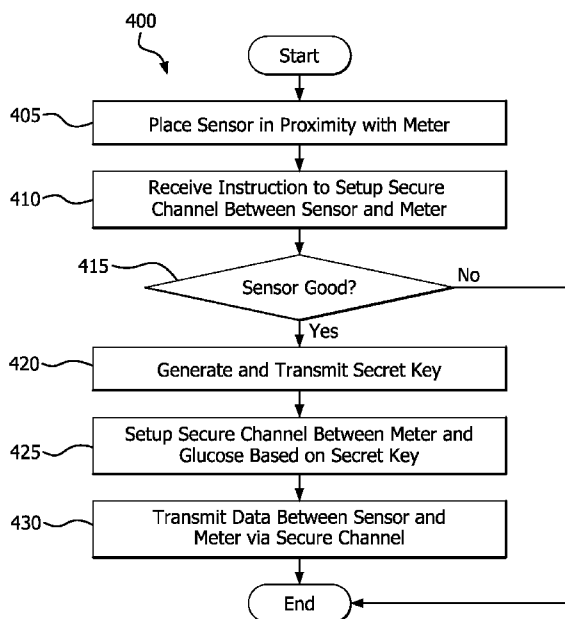 400
Start
405
Place Sensor in Proximity with Meter
410
Receive Instruction to Setup Secure
Channel Between Sensor and Meter
415
Sensor Good?
No
Yes
420
Generate and Transmit Secret Key
425
Setup Secure Channel Between Meter and
Glucose Based on Secret Key
430
Transmit Data Between Sensor and
Meter via Secure Channel
End